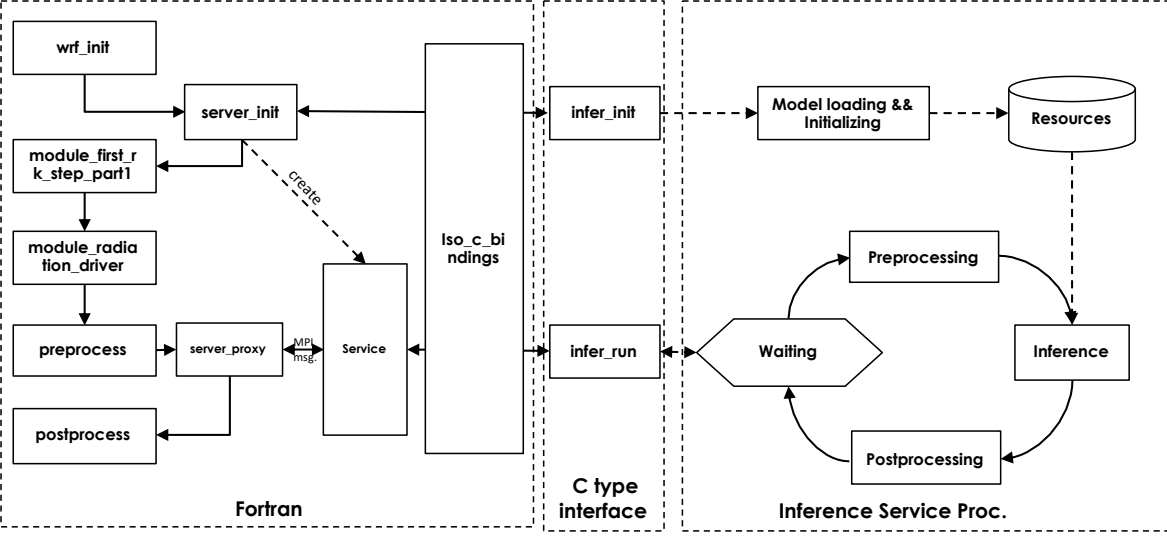 wrf_init
server_init
module_first_r
k_step_part1
create
module_radia
tion_driver
preprocess
server_proxy
MPI
msg.
Service
postprocess
Iso_c_bi
ndings
Fortran
infer_init
infer_run
C type
interface
Model loading &&
Initializing
Resources
Preprocessing
Waiting
Inference
Postprocessing
Inference Service Proc.